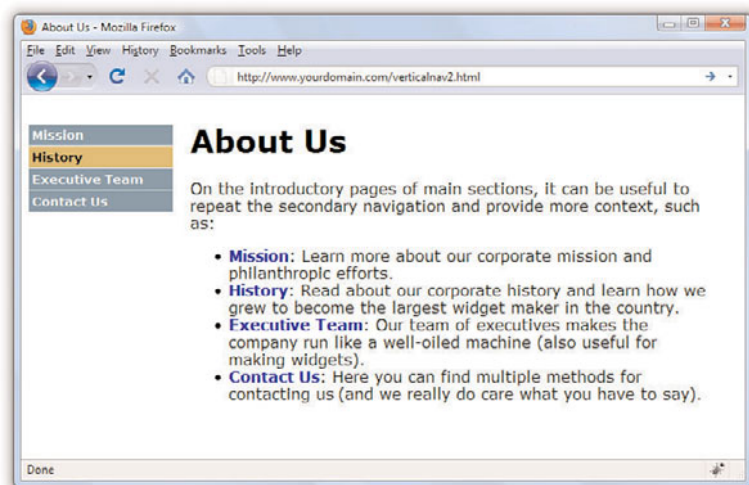 About Us - Mozilla Firefox
File Edit View History Bookmarks Tools Help
http://www.yourdomain.com/verticalnav2.html
Mission
History
Executive Team
Contact Us
About Us
On the introductory pages of main sections, it can be useful to
repeat the secondary navigation and provide more context, such
as:
• Mission: Learn more about our corporate mission and
philanthropic efforts.
• History: Read about our corporate history and learn how we
grew to become the largest widget maker in the country.
• Executive Team: Our team of executives makes the
company run like a well-oiled machine (also useful for
making widgets).
• Contact Us: Here you can find multiple methods for
contacting us (and we really do care what you have to say).
Done